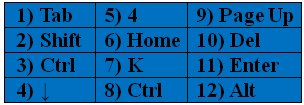 1) Tab 5) 4 9) Page Up
2) Shift 6) Home 10) Del
3) Ctrl 7) K 11) Enter
4) ↓ 8) Ctrl 12) Alt